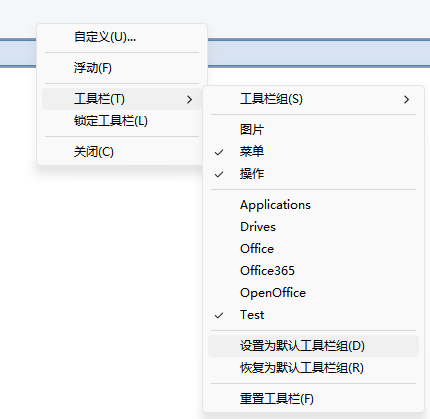 自定义(U)...
浮动(F)
工具栏(T)
锁定工具栏(L)
关闭(C)
工具栏组(S)
图片
菜单
操作
Applications
Drives
Office
Office365
OpenOffice
Test
设置为默认工具栏组(D)
恢复为默认工具栏组(R)
重置工具栏(F)